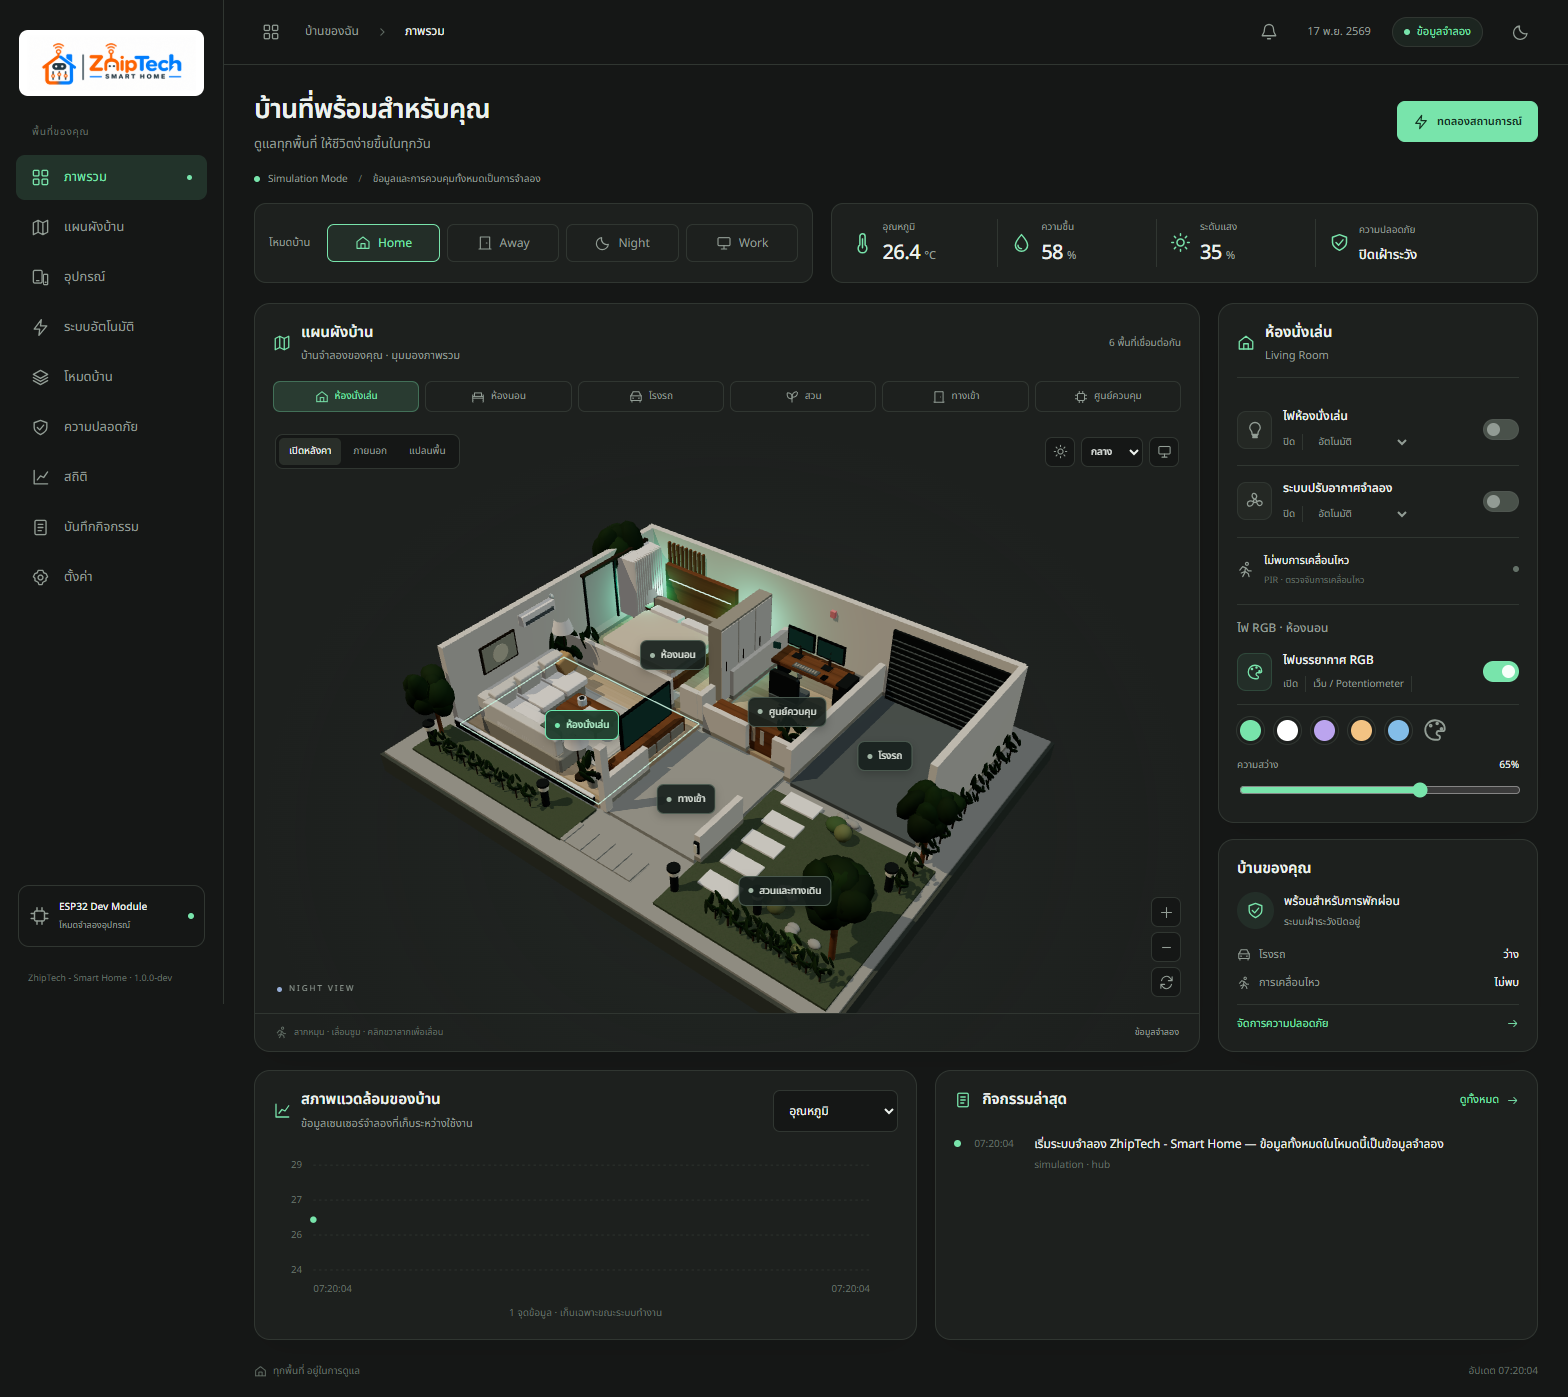 ZhipTech
SMART HOME
พื้นที่ของคุณ
ภาพรวม
แผนผังบ้าน
อุปกรณ์
ระบบอัตโนมัติ
โหมดบ้าน
ความปลอดภัย
สถิติ
บันทึกกิจกรรม
ตั้งค่า
ESP32 Dev Module
โหมดจำลองอุปกรณ์
ZhipTech - Smart Home · 1.0.0-dev
บ้านของฉัน > ภาพรวม
17 พ.ย. 2569
ข้อมูลจำลอง
บ้านที่พร้อมสำหรับคุณ
ดูแลทุกพื้นที่ ให้ชีวิตง่ายขึ้นในทุกวัน
ทดลองสถานการณ์
Simulation Mode / ข้อมูลและการควบคุมทั้งหมดเป็นการจำลอง
โหมดบ้าน
Home
Away
Night
Work
อุณหภูมิ
26.4 °C
ความชื้น
58 %
ระดับแสง
35 %
ความปลอดภัย
ปิดเฝ้าระวัง
แผนผังบ้าน
บ้านจำลองของคุณ · มุมมองภาพรวม
6 พื้นที่เชื่อมต่อกัน
ห้องนั่งเล่น
ห้องนอน
โรงรถ
สวน
ทางเข้า
ศูนย์ควบคุม
เปิดหลังคา
ภายนอก
แปลนพื้น
กลาง
ห้องนอน
ศูนย์ควบคุม
ห้องนั่งเล่น
โรงรถ
ทางเข้า
สวนและทางเดิน
NIGHT VIEW
ลากหมุน · เลื่อนซูม · คลิกขวาลากเพื่อเลื่อน
ข้อมูลจำลอง
ห้องนั่งเล่น
Living Room
ไฟห้องนั่งเล่น
ปิด
อัตโนมัติ
ระบบปรับอากาศจำลอง
ปิด
อัตโนมัติ
ไม่พบการเคลื่อนไหว
PIR · ตรวจจับการเคลื่อนไหว
ไฟ RGB · ห้องนอน
ไฟบรรยากาศ RGB
เปิด
เว็บ / Potentiometer
ความสว่าง
65%
บ้านของคุณ
พร้อมสำหรับการพักผ่อน
ระบบเฝ้าระวังปิดอยู่
โรงรถ
ว่าง
การเคลื่อนไหว
ไม่พบ
จัดการความปลอดภัย
สภาพแวดล้อมของบ้าน
ข้อมูลเซนเซอร์จำลองที่เก็บระหว่างใช้งาน
อุณหภูมิ
29
27
26
24
07:20:04
07:20:04
1 จุดข้อมูล · เก็บเฉพาะขณะระบบทำงาน
กิจกรรมล่าสุด
ดูทั้งหมด
07:20:04
เริ่มระบบจำลอง ZhipTech - Smart Home — ข้อมูลทั้งหมดในโหมดนี้เป็นข้อมูลจำลอง
simulation · hub
ทุกพื้นที่ อยู่ในการดูแล
อัปเดต 07:20:04